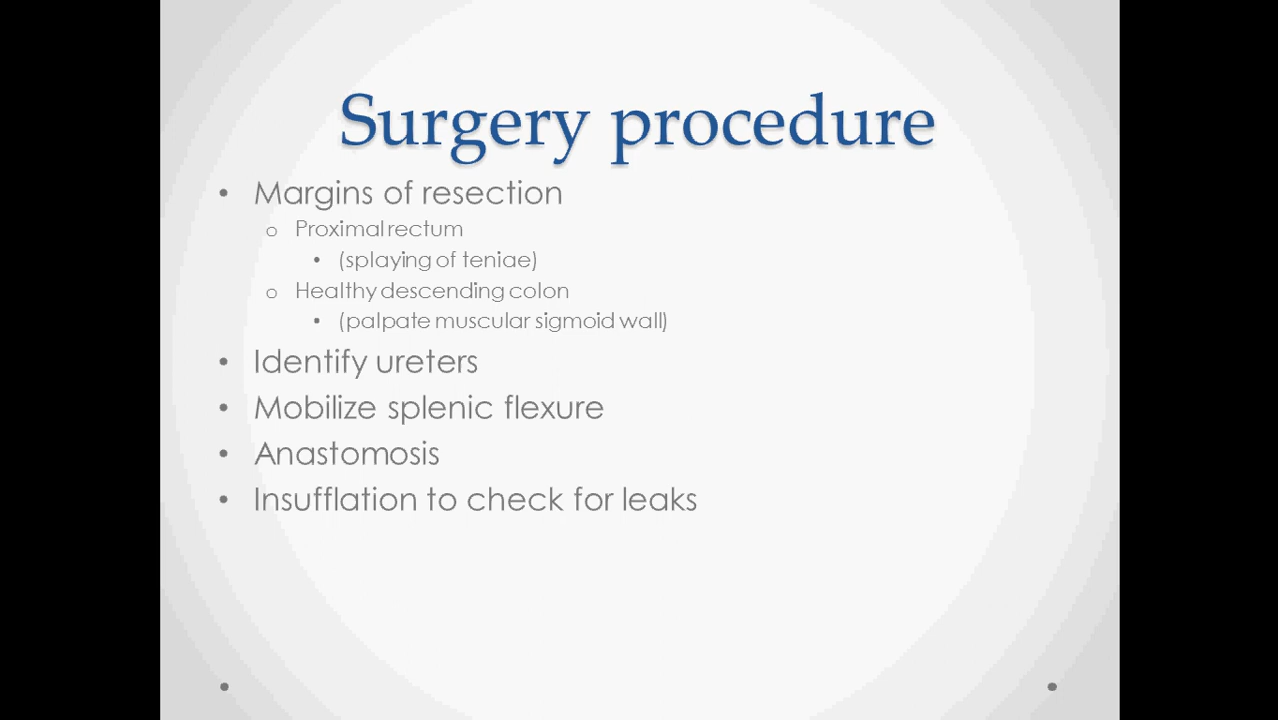 Surgery procedure
• Margins of resection
o Proximal rectum
• (splaying of teniae)
o Healthy descending colon
• (palpate muscular sigmoid wall)
• Identify ureters
• Mobilize splenic flexure
• Anastomosis
• Insufflation to check for leaks